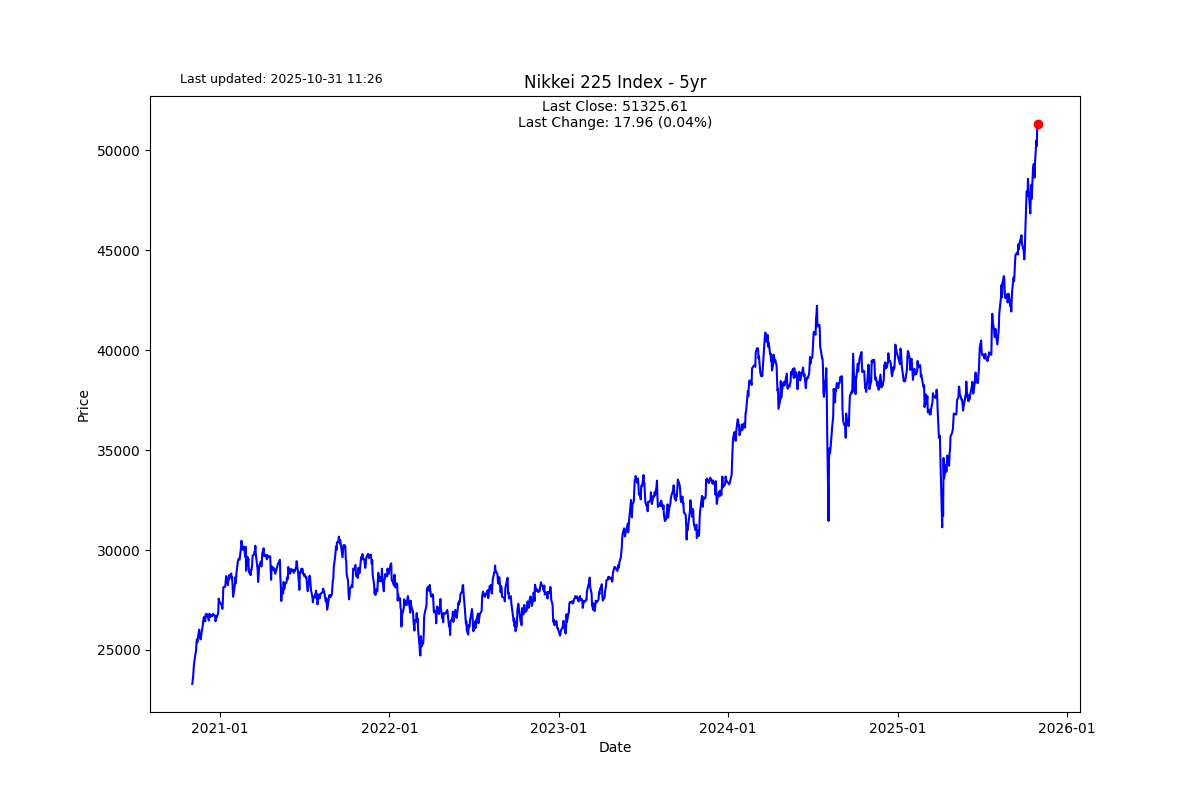 Last updated: 2025-10-31 11:26
Nikkei 225 Index - 5yr
Last Close: 51325.61
Last Change: 17.96 (0.04%)
Price
50000
45000
40000
35000
30000
25000
2021-01
2022-01
2023-01
2024-01
2025-01
2026-01
Date